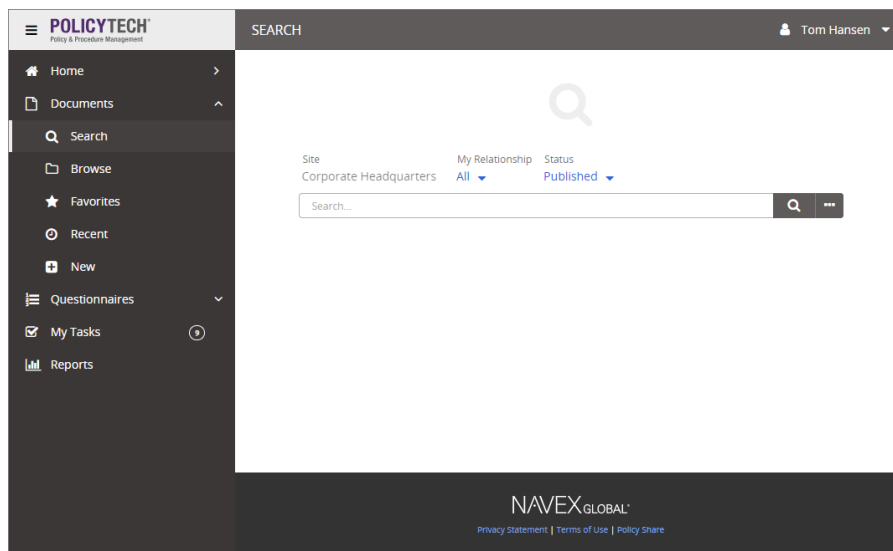 POLICYTECH®
Policy & Procedure Management
SEARCH
Tom Hansen
Home
Documents
Search
Browse
Favorites
Recent
New
Questionnaires
My Tasks 9
Reports
Site My Relationship Status
Corporate Headquarters All Published
Search...
NAVEX GLOBAL®
Privacy Statement | Terms of Use | Policy Share